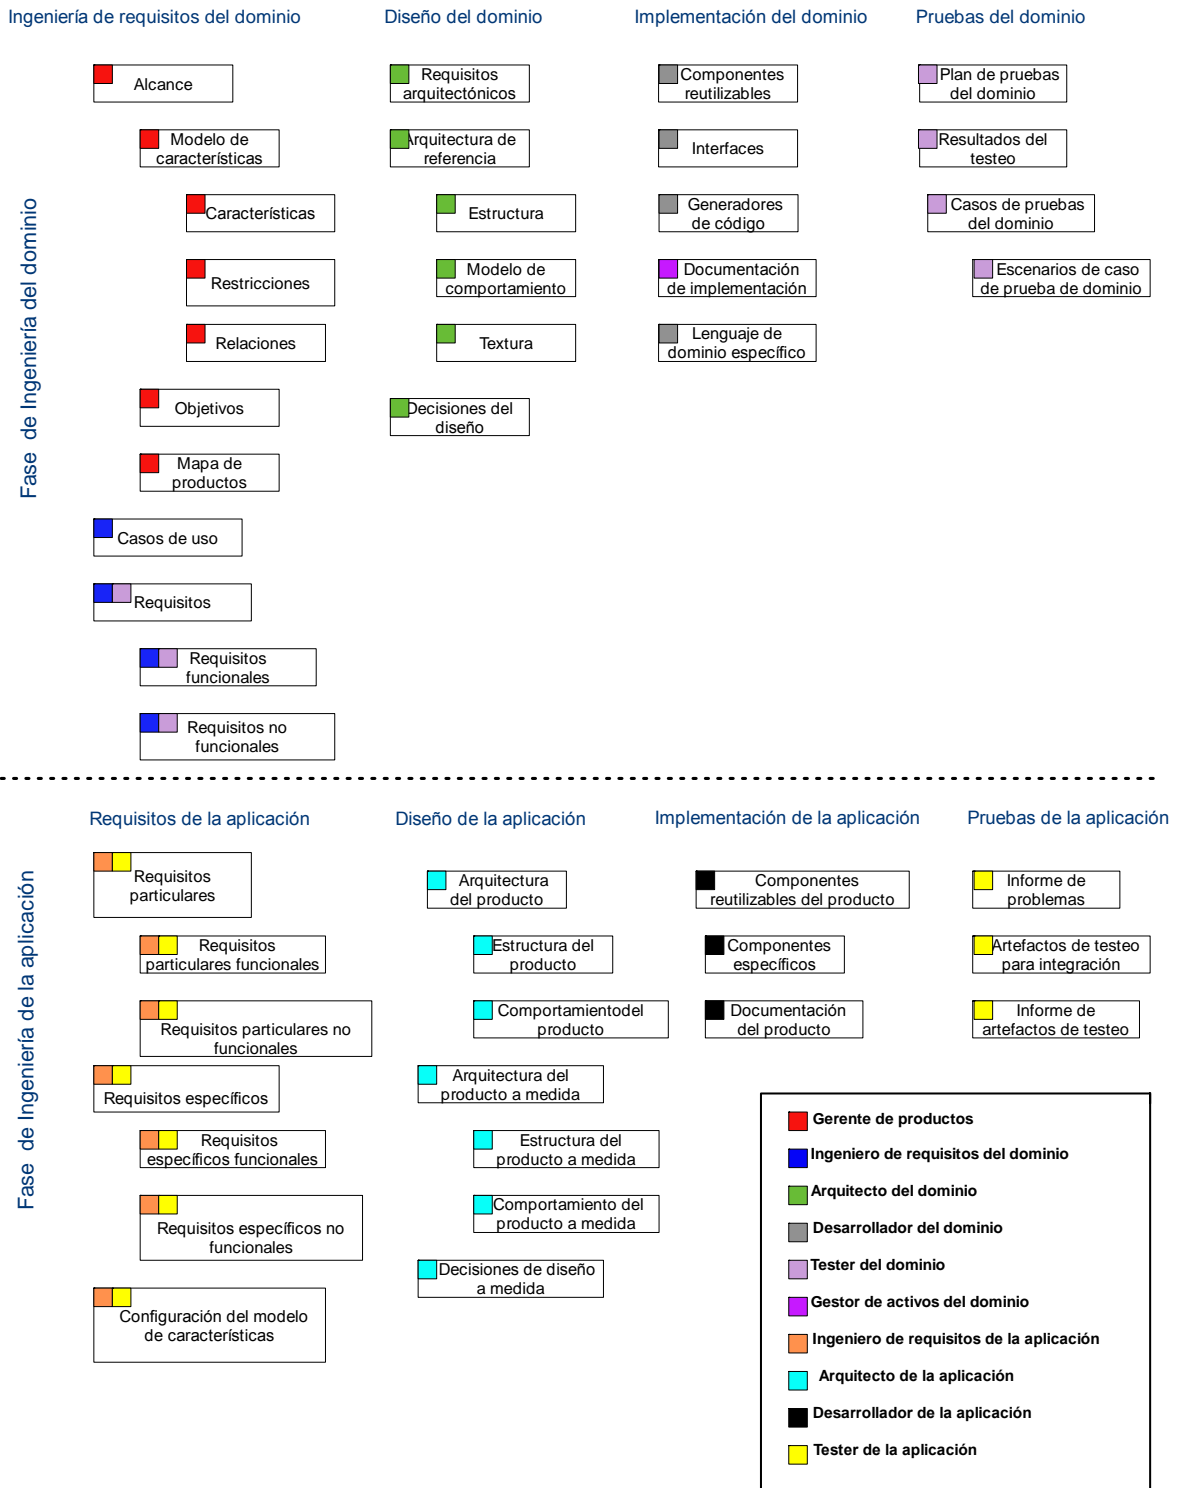 Ingeniería de requisitos del dominio
Diseño del dominio
Implementación del dominio
Pruebas del dominio
Fase  de Ingeniería del dominio
Alcance
Modelo de
características
Características
Restricciones
Relaciones
Objetivos
Mapa de
productos
Casos de uso
Requisitos
Requisitos
funcionales
Requisitos no
funcionales
Requisitos
arquitectónicos
Arquitectura de
referencia
Estructura
Modelo de
comportamiento
Textura
Decisiones del
diseño
Componentes
reutilizables
Interfaces
Generadores
de código
Documentación
de implementación
Lenguaje de
dominio específico
Plan de pruebas
del dominio
Resultados del
testeo
Casos de pruebas
del dominio
Escenarios de caso
de prueba de dominio
Requisitos de la aplicación
Diseño de la aplicación
Implementación de la aplicación
Pruebas de la aplicación
Fase  de Ingeniería de la aplicación
Requisitos
particulares
Requisitos
particulares funcionales
Requisitos particulares no
funcionales
Requisitos específicos
Requisitos
específicos funcionales
Requisitos específicos no
funcionales
Configuración del modelo
de características
Arquitectura
del producto
Estructura del
producto
Comportamientodel
producto
Arquitectura del
producto a medida
Estructura del
producto a medida
Comportamiento del
producto a medida
Decisiones de diseño
a medida
Componentes
reutilizables del producto
Componentes
específicos
Documentación
del producto
Informe de
problemas
Artefactos de testeo
para integración
Informe de
artefactos de testeo
Gerente de productos
Ingeniero de requisitos del dominio
Arquitecto del dominio
Desarrollador del dominio
Tester del dominio
Gestor de activos del dominio
Ingeniero de requisitos de la aplicación
Arquitecto de la aplicación
Desarrollador de la aplicación
Tester de la aplicación